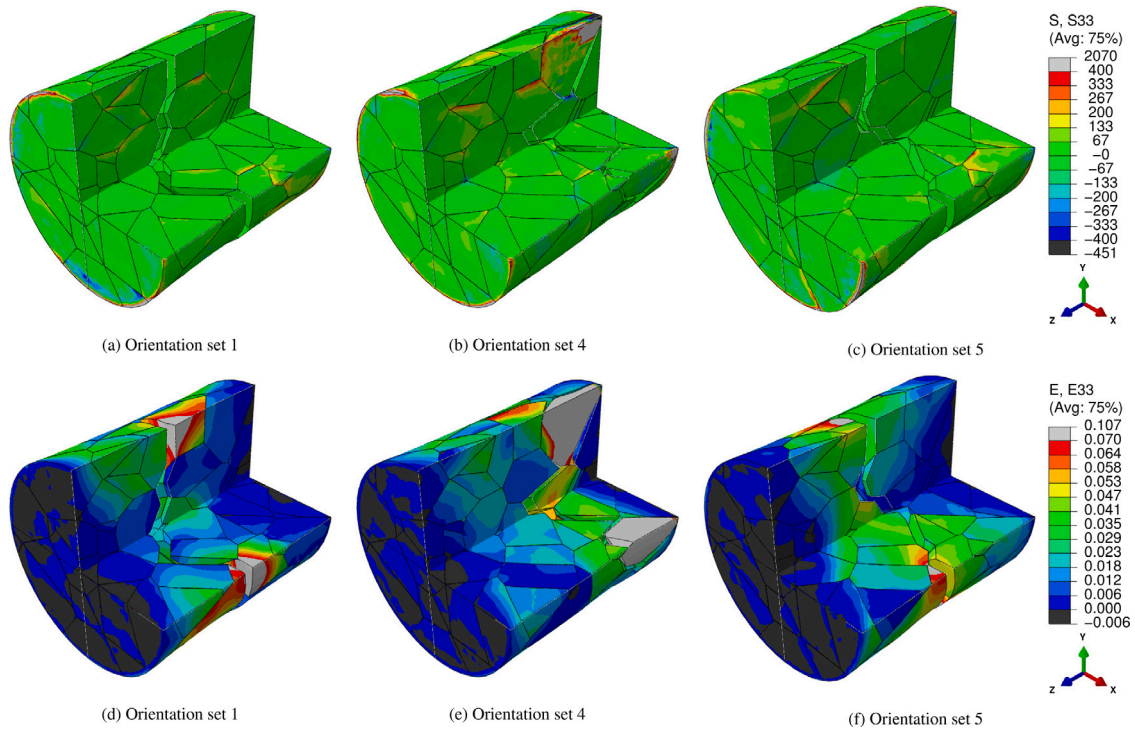 S, S33
(Avg: 75%)
2070
400
333
267
200
133
67
−0
−67
−133
−200
−267
−333
−400
−451
Y
Z
X
(a) Orientation set 1
(b) Orientation set 4
(c) Orientation set 5
E, E33
(Avg: 75%)
0.107
0.070
0.064
0.058
0.053
0.047
0.041
0.035
0.029
0.023
0.018
0.012
0.006
0.000
−0.006
Y
Z
X
(d) Orientation set 1
(e) Orientation set 4
(f) Orientation set 5